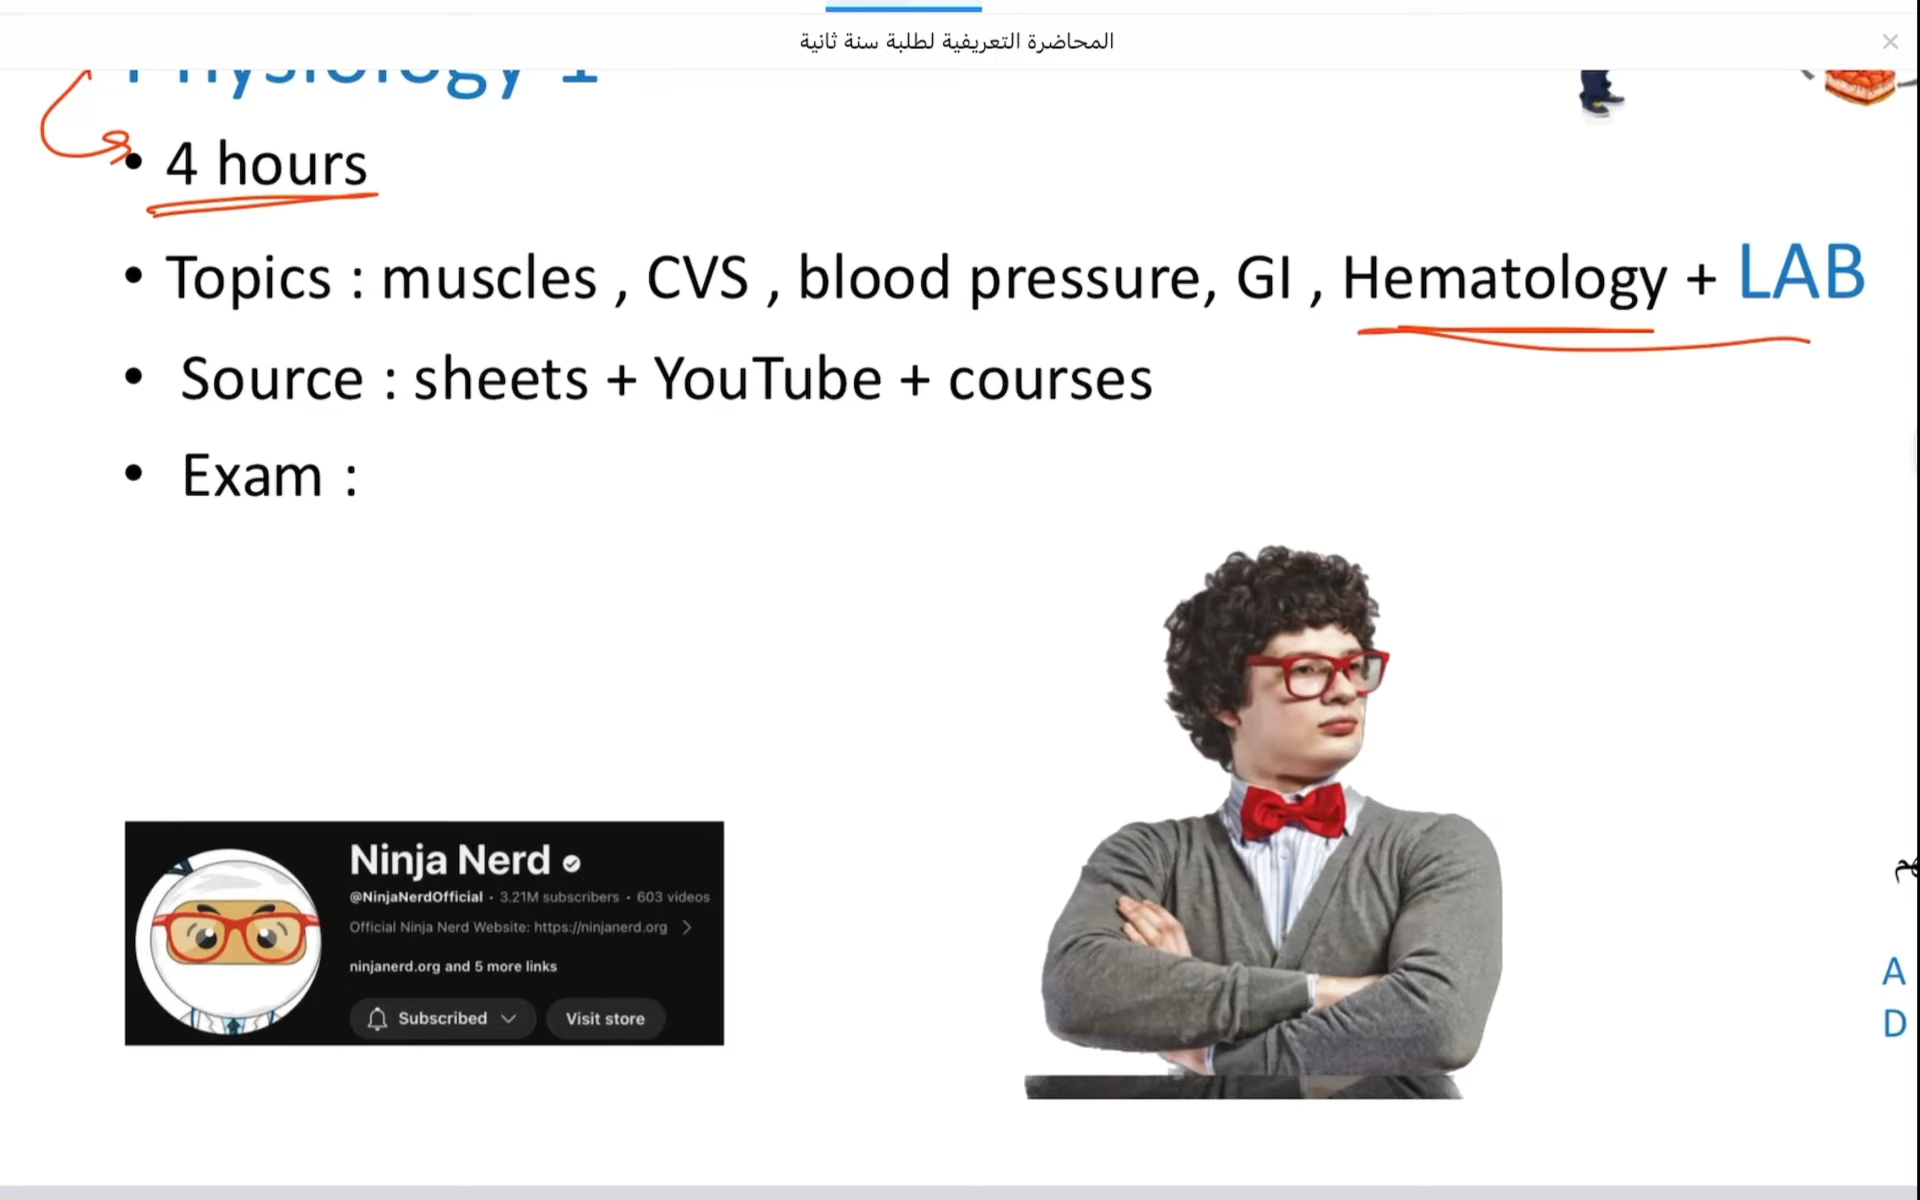 المحاضرة التعريفية لطلبة سنة ثانية
Physiology 1
• 4 hours
• Topics : muscles , CVS , blood pressure, GI , Hematology + LAB
• Source : sheets + YouTube + courses
• Exam :
Ninja Nerd
@NinjaNerdOfficial • 3.21M subscribers • 603 videos
Official Ninja Nerd Website: https://ninjanerd.org >
ninjanerd.org and 5 more links
Subscribed
Visit store
A
D